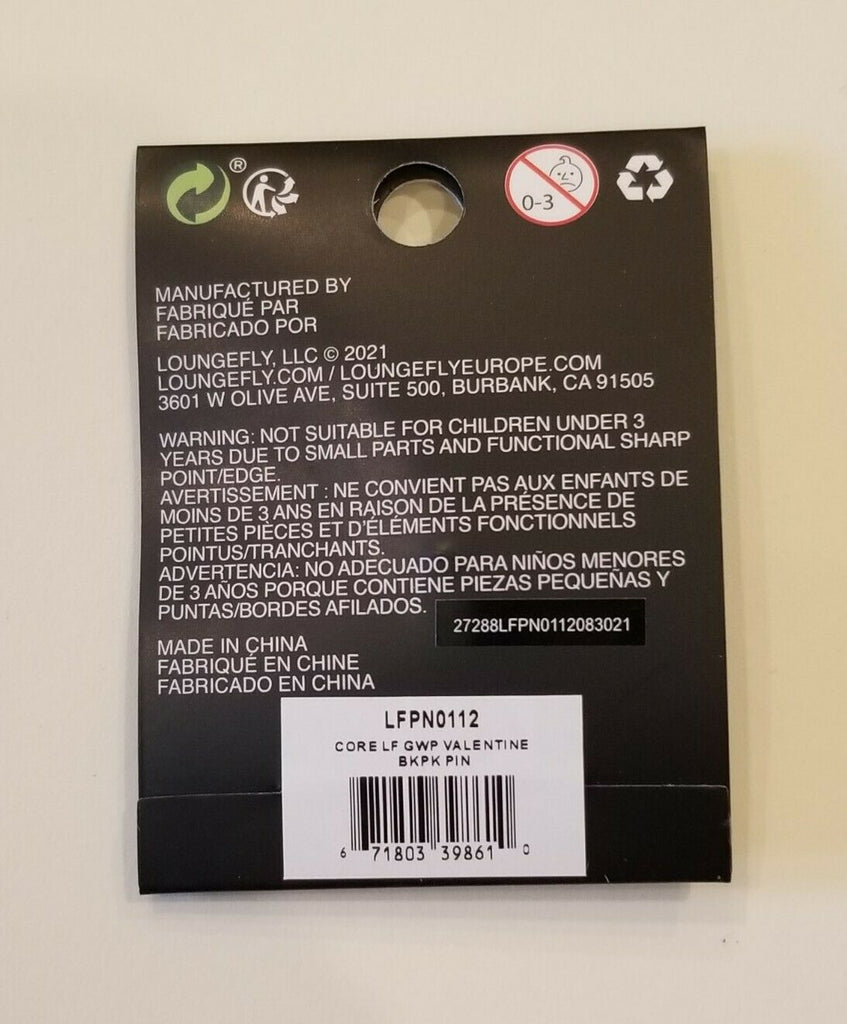 ®
0-3
MANUFACTURED BY
FABRIQUÉ PAR
FABRICADO POR
LOUNGEFLY, LLC © 2021
LOUNGEFLY.COM / LOUNGEFLYEUROPE.COM
3601 W OLIVE AVE, SUITE 500, BURBANK, CA 91505
WARNING: NOT SUITABLE FOR CHILDREN UNDER 3
YEARS DUE TO SMALL PARTS AND FUNCTIONAL SHARP
POINT/EDGE.
AVERTISSEMENT : NE CONVIENT PAS AUX ENFANTS DE
MOINS DE 3 ANS EN RAISON DE LA PRÉSENCE DE
PETITES PIÈCES ET D'ÉLÉMENTS FONCTIONNELS
POINTUS/TRANCHANTS.
ADVERTENCIA: NO ADECUADO PARA NIÑOS MENORES
DE 3 AÑOS PORQUE CONTIENE PIEZAS PEQUEÑAS Y
PUNTAS/BORDES AFILADOS.
27288LFPN0112083021
MADE IN CHINA
FABRIQUÉ EN CHINE
FABRICADO EN CHINA
LFPN0112
CORE LF GWP VALENTINE
BKPK PIN
6 71803 39861 0